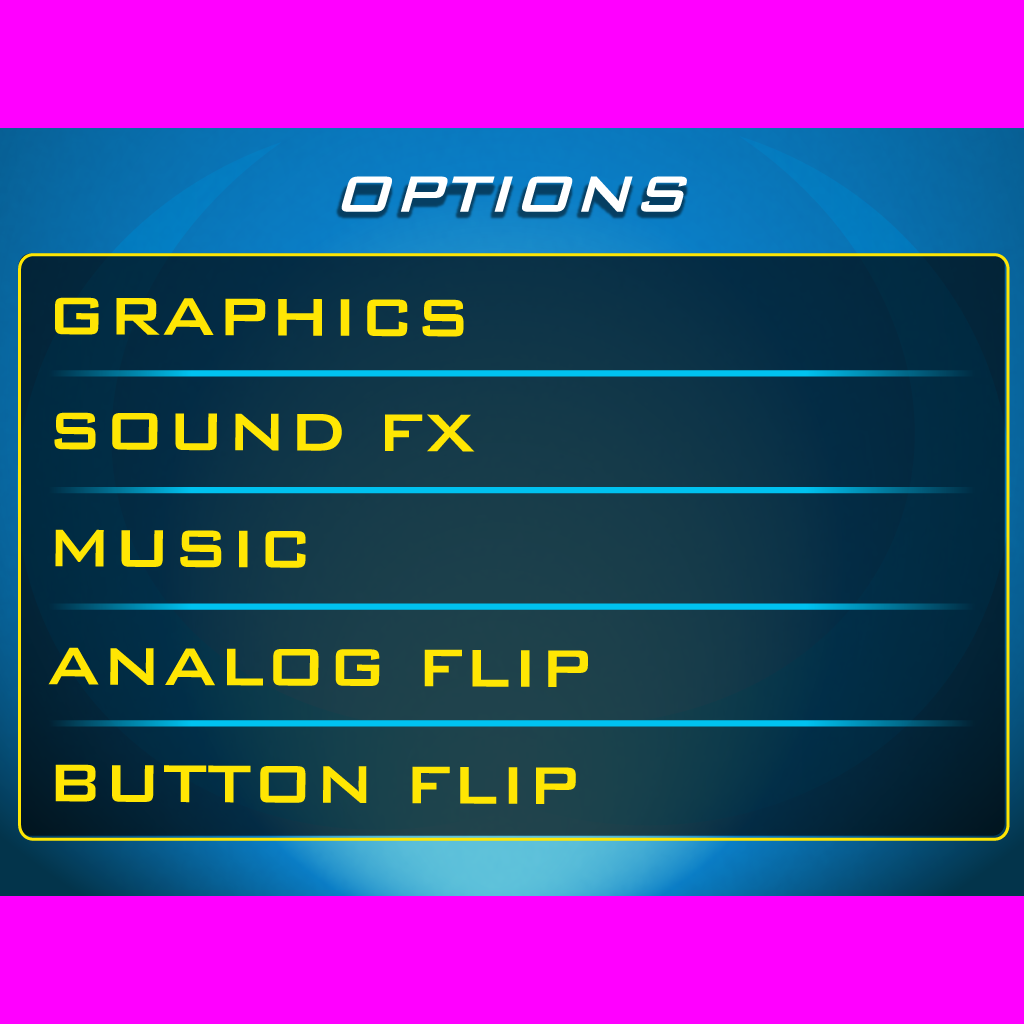 OPTIONS
GRAPHICS
SOUND FX
MUSIC
ANALOG FLIP
BUTTON FLIP